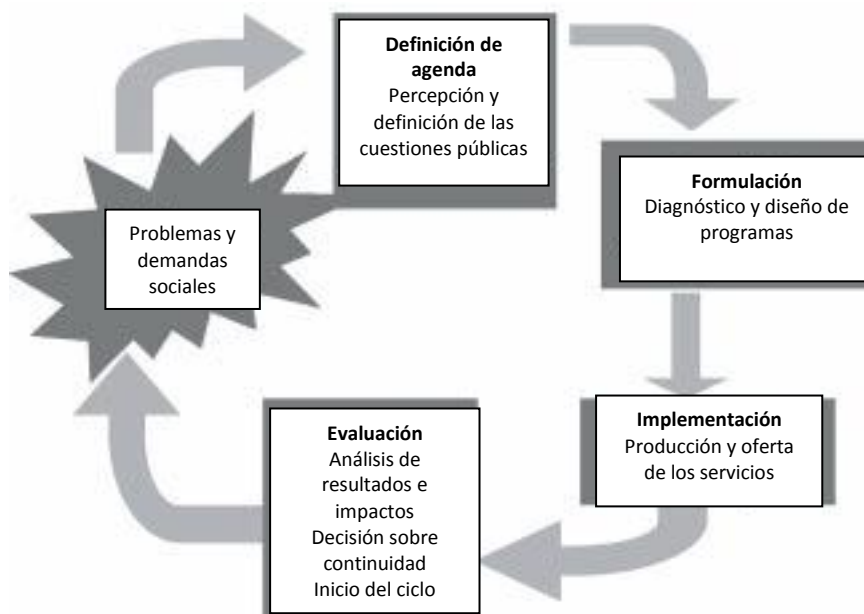 Definición de
agenda
Percepción y
definición de las
cuestiones públicas
Formulación
Diagnóstico y diseño de
programas
Problemas y
demandas
sociales
Implementación
Producción y oferta
de los servicios
Evaluación
Análisis de
resultados e
impactos
Decisión sobre
continuidad
Inicio del ciclo